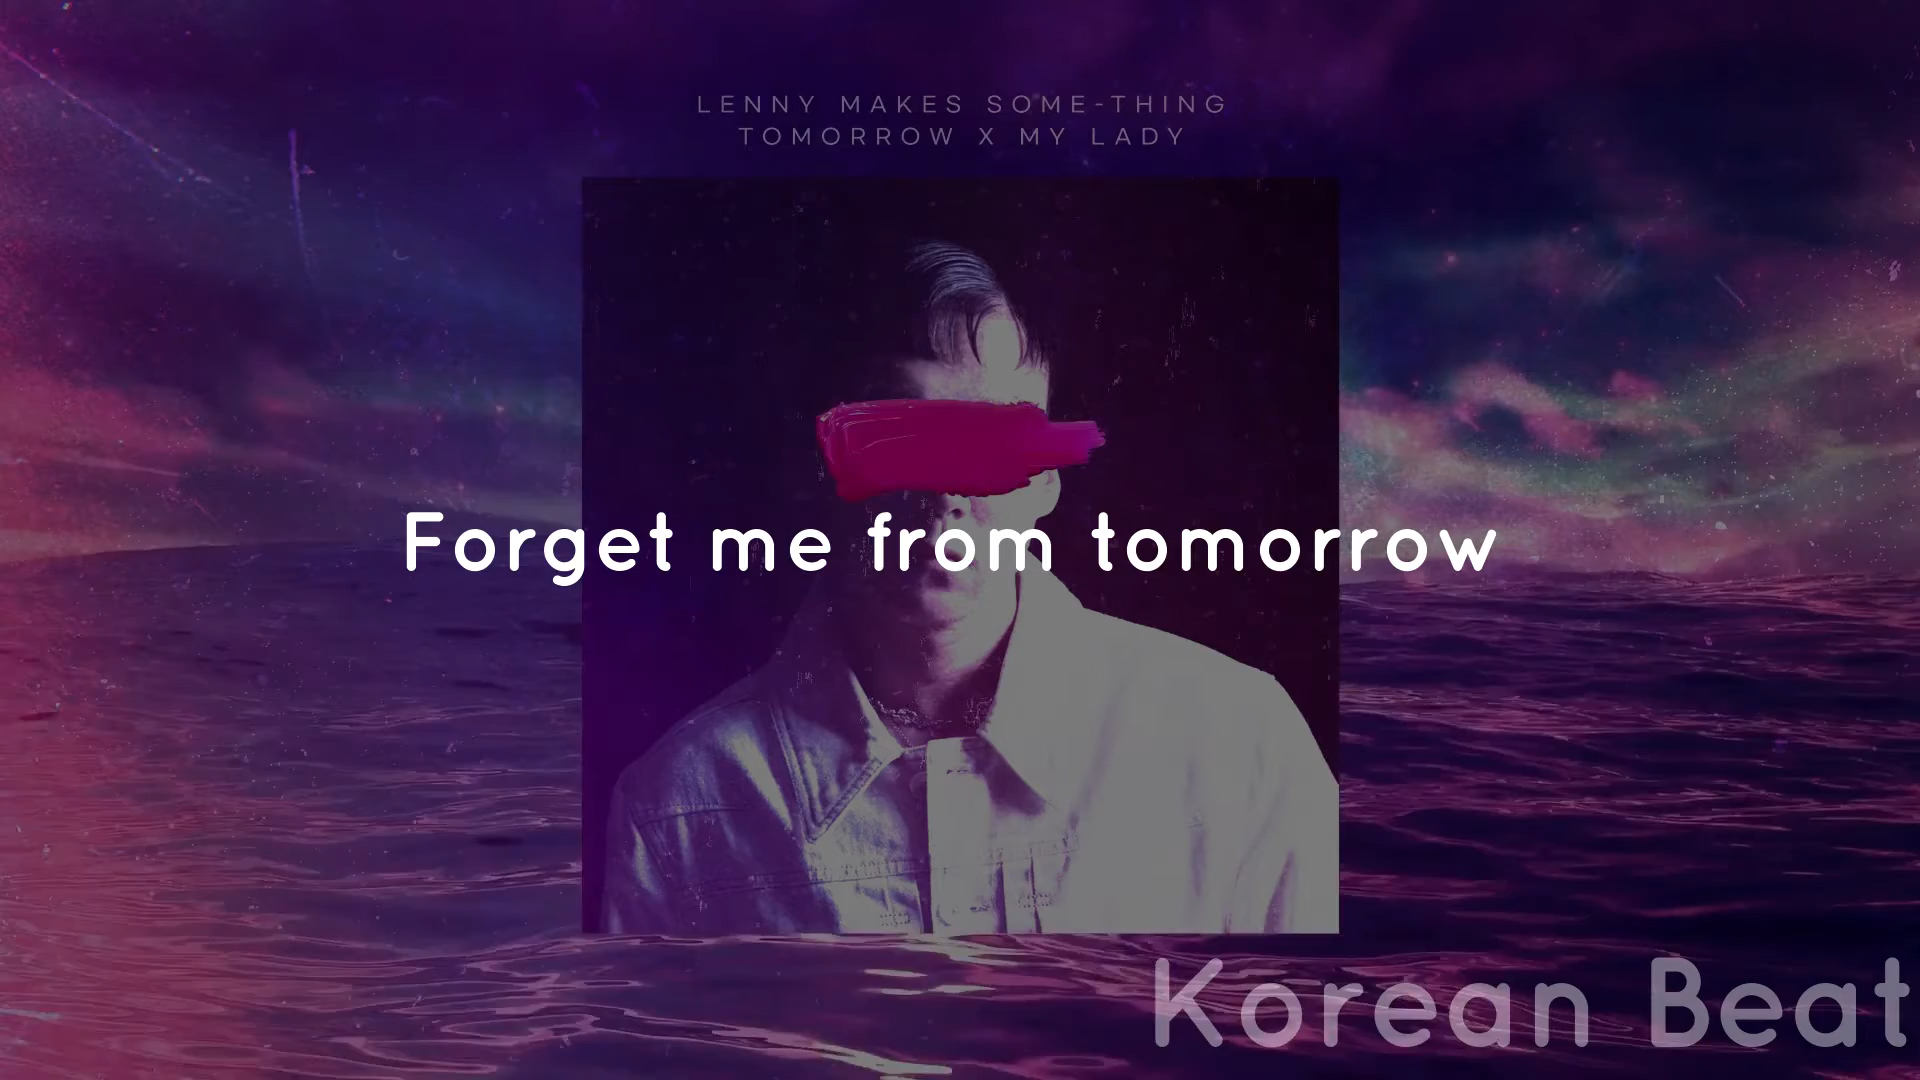 LENNY MAKES SOME-THING
TOMORROW X MY LADY
Forget me from tomorrow
Korean Beat